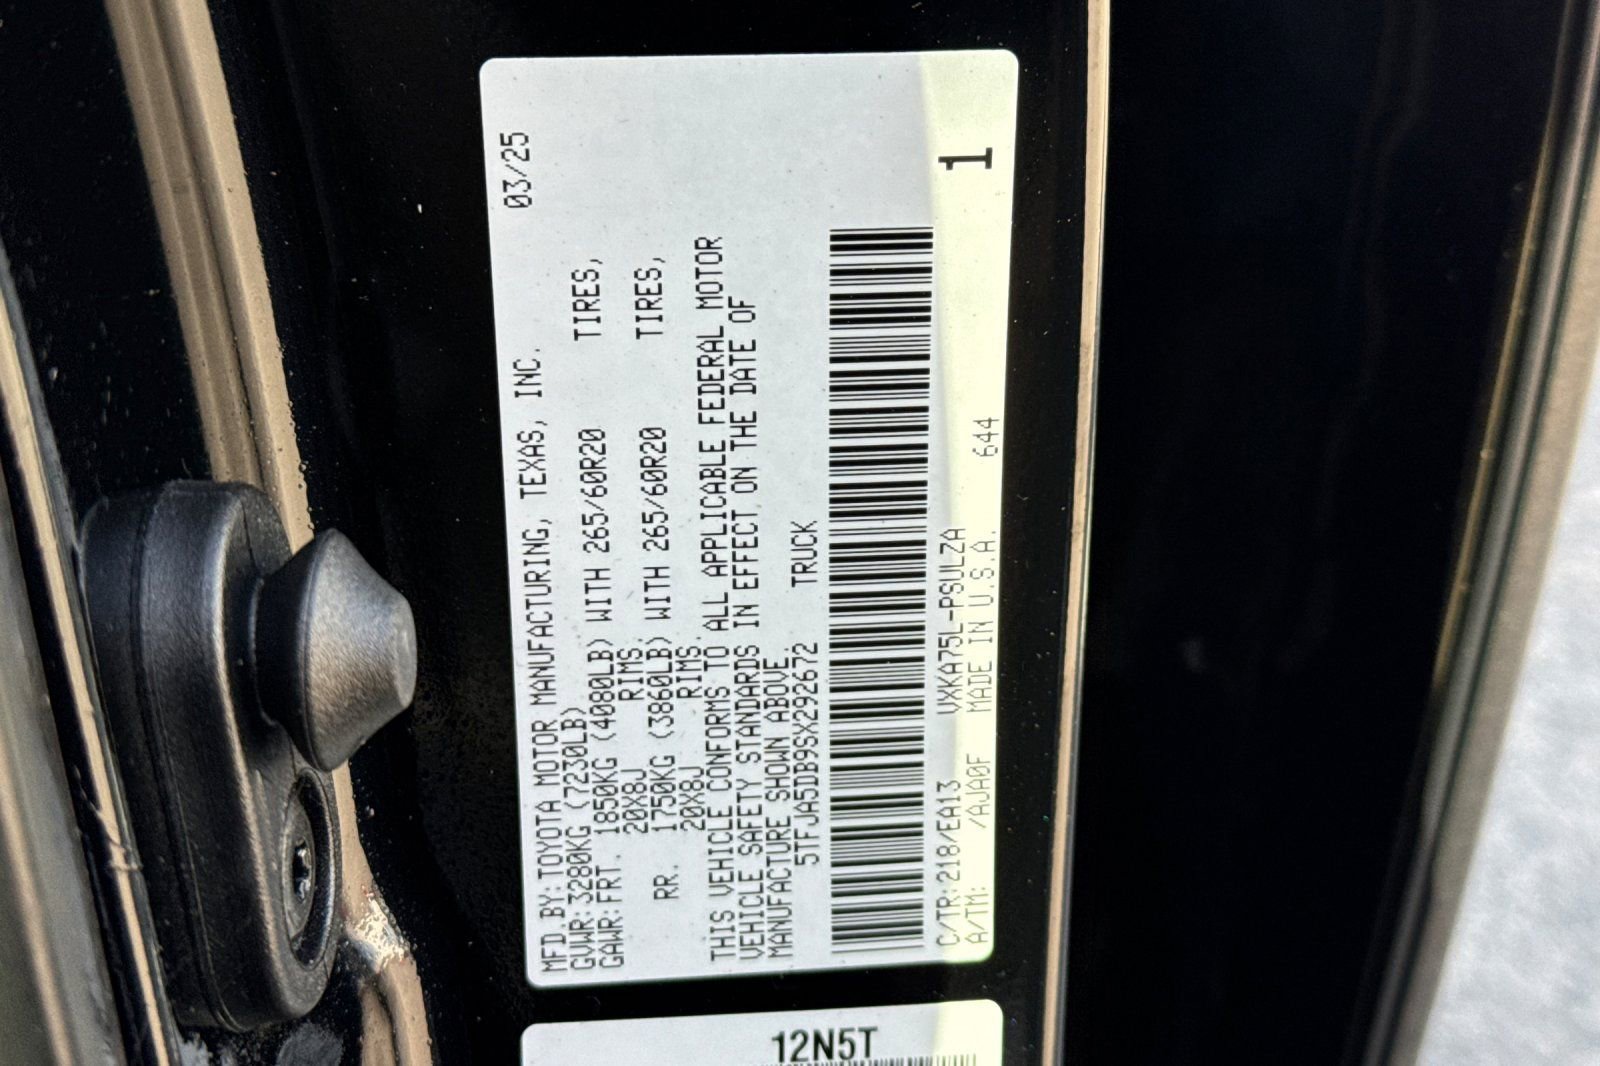 MFD.BY:TOYOTA MOTOR MANUFACTURING, TEXAS, INC. 03/25
GVWR:3280KG (7230LB)
GAWR:FRT. 1850KG (4080LB) WITH 265/60R20 TIRES,
20X8J RIMS.
RR. 1750KG (3860LB) WITH 265/60R20 TIRES,
20X8J RIMS.
THIS VEHICLE CONFORMS TO ALL APPLICABLE FEDERAL MOTOR
VEHICLE SAFETY STANDARDS IN EFFECT ON THE DATE OF
MANUFACTURE SHOWN ABOVE.
5TFJA5DB9SX292672 TRUCK
C/TR:218/EA13 VXKA75L-PSULZA
A/TM: /AJA0F MADE IN U.S.A. 644 1
12N5T